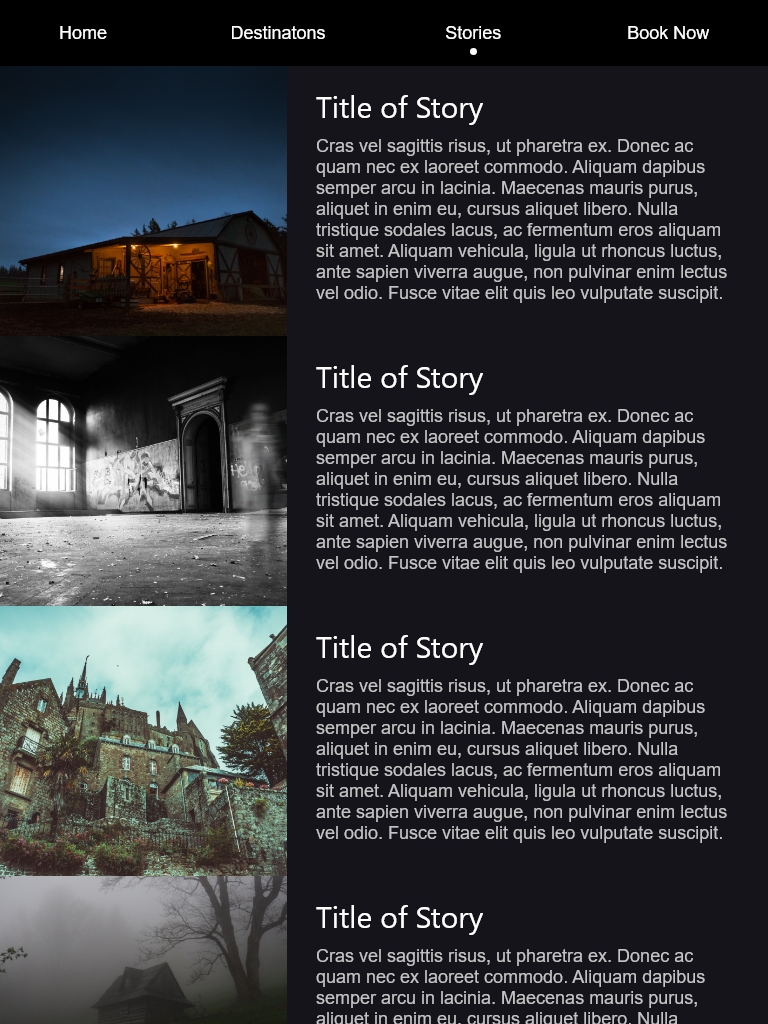 Home Destinatons Stories Book Now
Title of Story
Cras vel sagittis risus, ut pharetra ex. Donec ac
quam nec ex laoreet commodo. Aliquam dapibus
semper arcu in lacinia. Maecenas mauris purus,
aliquet in enim eu, cursus aliquet libero. Nulla
tristique sodales lacus, ac fermentum eros aliquam
sit amet. Aliquam vehicula, ligula ut rhoncus luctus,
ante sapien viverra augue, non pulvinar enim lectus
vel odio. Fusce vitae elit quis leo vulputate suscipit.
Title of Story
Cras vel sagittis risus, ut pharetra ex. Donec ac
quam nec ex laoreet commodo. Aliquam dapibus
semper arcu in lacinia. Maecenas mauris purus,
aliquet in enim eu, cursus aliquet libero. Nulla
tristique sodales lacus, ac fermentum eros aliquam
sit amet. Aliquam vehicula, ligula ut rhoncus luctus,
ante sapien viverra augue, non pulvinar enim lectus
vel odio. Fusce vitae elit quis leo vulputate suscipit.
Title of Story
Cras vel sagittis risus, ut pharetra ex. Donec ac
quam nec ex laoreet commodo. Aliquam dapibus
semper arcu in lacinia. Maecenas mauris purus,
aliquet in enim eu, cursus aliquet libero. Nulla
tristique sodales lacus, ac fermentum eros aliquam
sit amet. Aliquam vehicula, ligula ut rhoncus luctus,
ante sapien viverra augue, non pulvinar enim lectus
vel odio. Fusce vitae elit quis leo vulputate suscipit.
Title of Story
Cras vel sagittis risus, ut pharetra ex. Donec ac
quam nec ex laoreet commodo. Aliquam dapibus
semper arcu in lacinia. Maecenas mauris purus,
aliquet in enim eu, cursus aliquet libero. Nulla